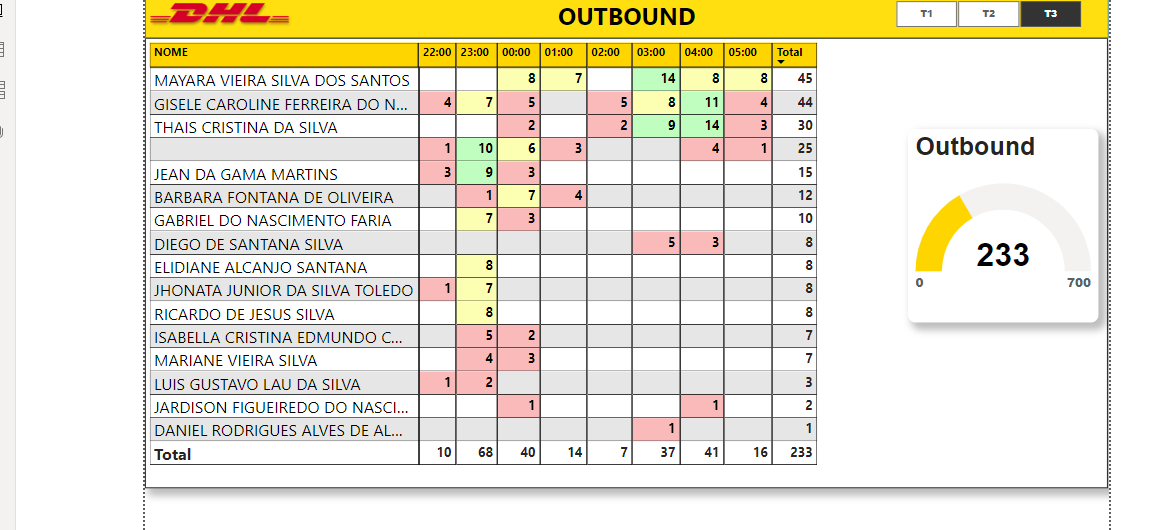 DHL OUTBOUND T1 T2 T3
NOME 22:00 23:00 00:00 01:00 02:00 03:00 04:00 05:00 Total
MAYARA VIEIRA SILVA DOS SANTOS 8 7 14 8 8 45
GISELE CAROLINE FERREIRA DO N... 4 7 5 5 8 11 4 44
THAIS CRISTINA DA SILVA 2 2 9 14 3 30
1 10 6 3 4 1 25
JEAN DA GAMA MARTINS 3 9 3 15
BARBARA FONTANA DE OLIVEIRA 1 7 4 12
GABRIEL DO NASCIMENTO FARIA 7 3 10
DIEGO DE SANTANA SILVA 5 3 8
ELIDIANE ALCANJO SANTANA 8 8
JHONATA JUNIOR DA SILVA TOLEDO 1 7 8
RICARDO DE JESUS SILVA 8 8
ISABELLA CRISTINA EDMUNDO C... 5 2 7
MARIANE VIEIRA SILVA 4 3 7
LUIS GUSTAVO LAU DA SILVA 1 2 3
JARDISON FIGUEIREDO DO NASCI... 1 1 2
DANIEL RODRIGUES ALVES DE AL... 1 1
Total 10 68 40 14 7 37 41 16 233
Outbound
233
0 700